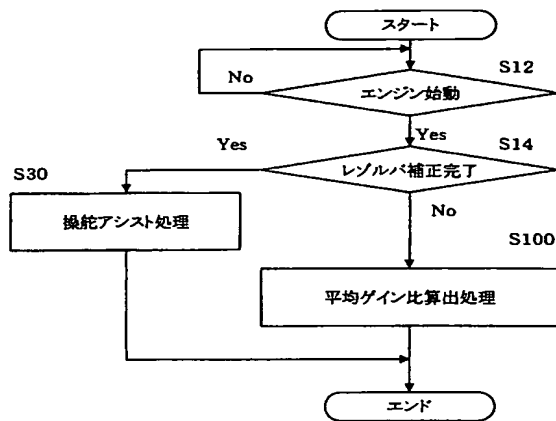 スタート
S12
No
エンジン始動
Yes
Yes
S14
レゾルバ補正完了
S30
No
操舵アシスト処理
S100
平均ゲイン比算出処理
エンド